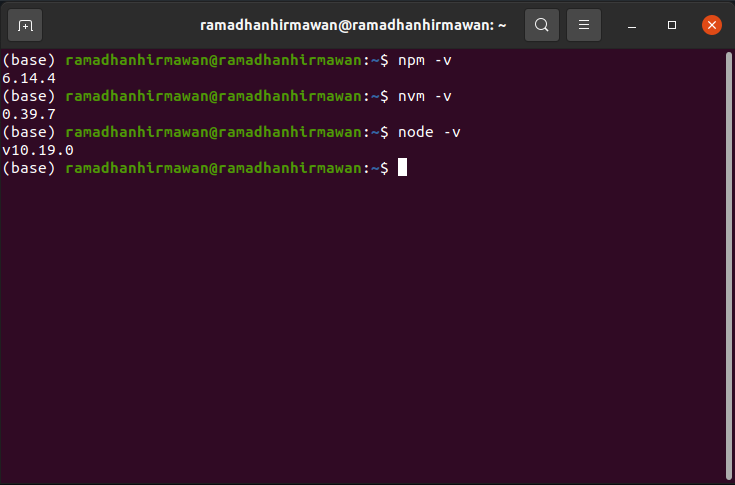 ramadhanhirmawan@ramadhanhirmawan: ~
(base) ramadhanhirmawan@ramadhanhirmawan:~$ npm -v
6.14.4
(base) ramadhanhirmawan@ramadhanhirmawan:~$ nvm -v
0.39.7
(base) ramadhanhirmawan@ramadhanhirmawan:~$ node -v
v10.19.0
(base) ramadhanhirmawan@ramadhanhirmawan:~$